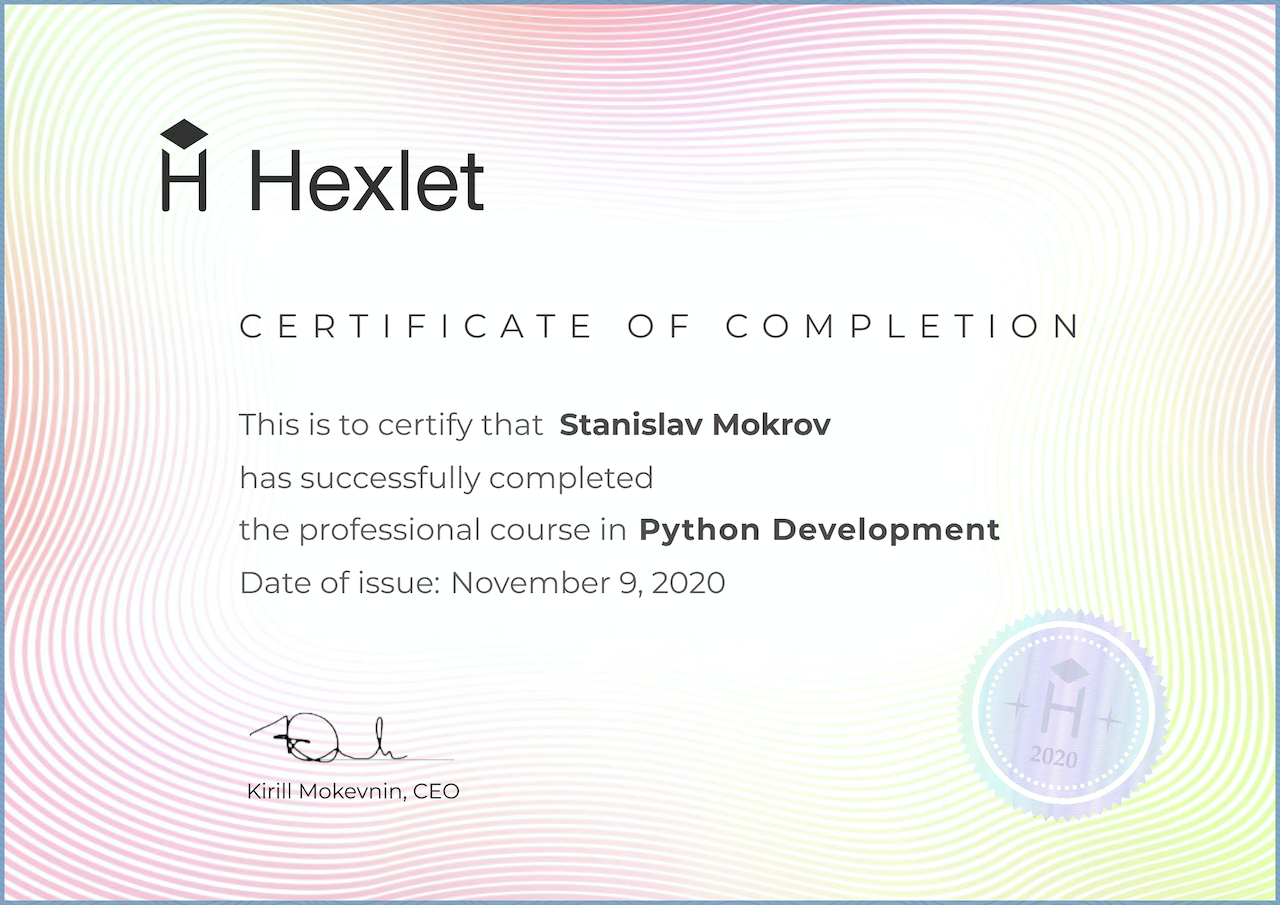 Hexlet
CERTIFICATE OF COMPLETION
This is to certify that Stanislav Mokrov
has successfully completed
the professional course in Python Development
Date of issue: November 9, 2020
Kirill Mokevnin, CEO
H
2020